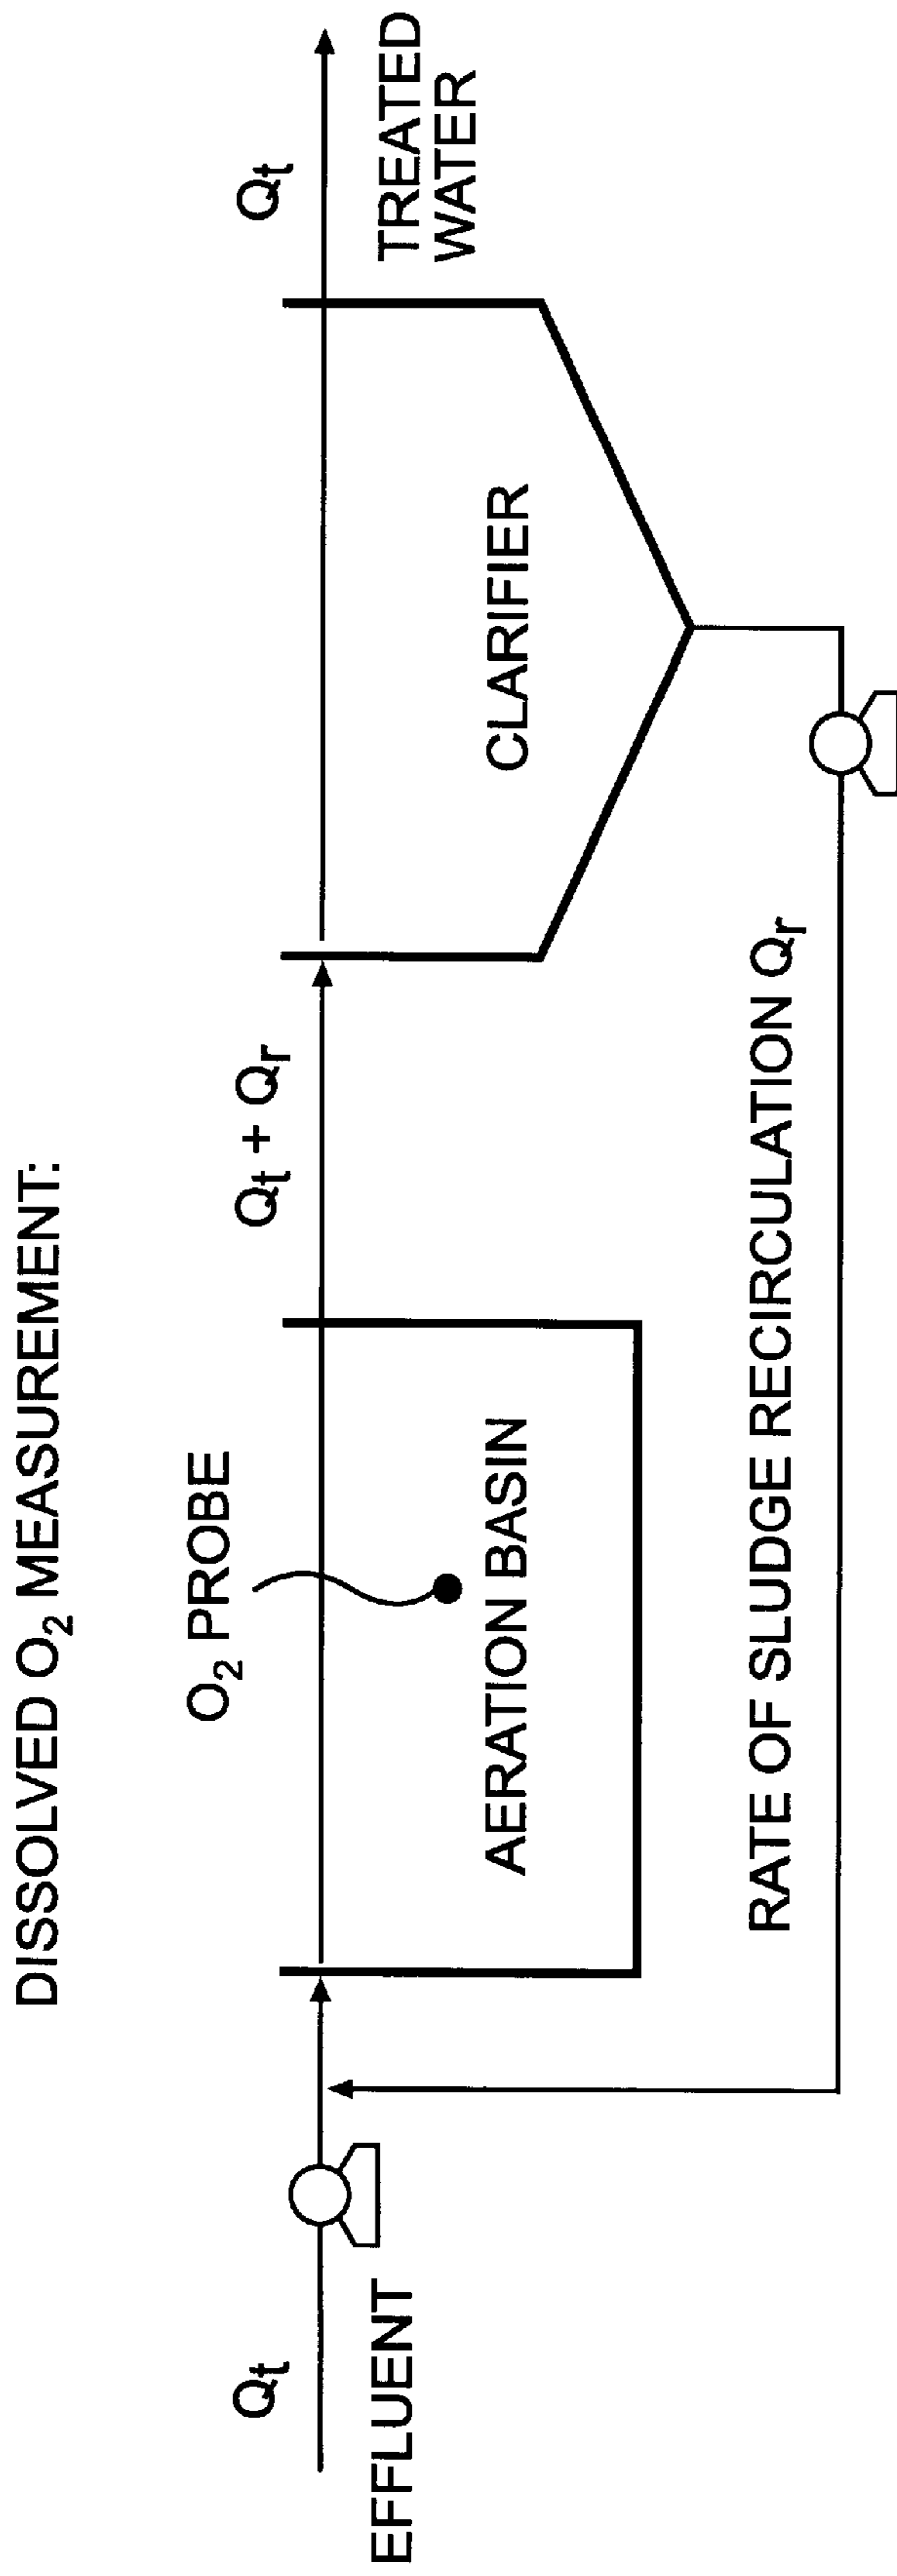 DISSOLVED O₂ MEASUREMENT:
O₂ PROBE
Qₜ
Qₜ + Qᵣ
Qₜ
EFFLUENT
AERATION BASIN
CLARIFIER
TREATED
WATER
RATE OF SLUDGE RECIRCULATION Qᵣ